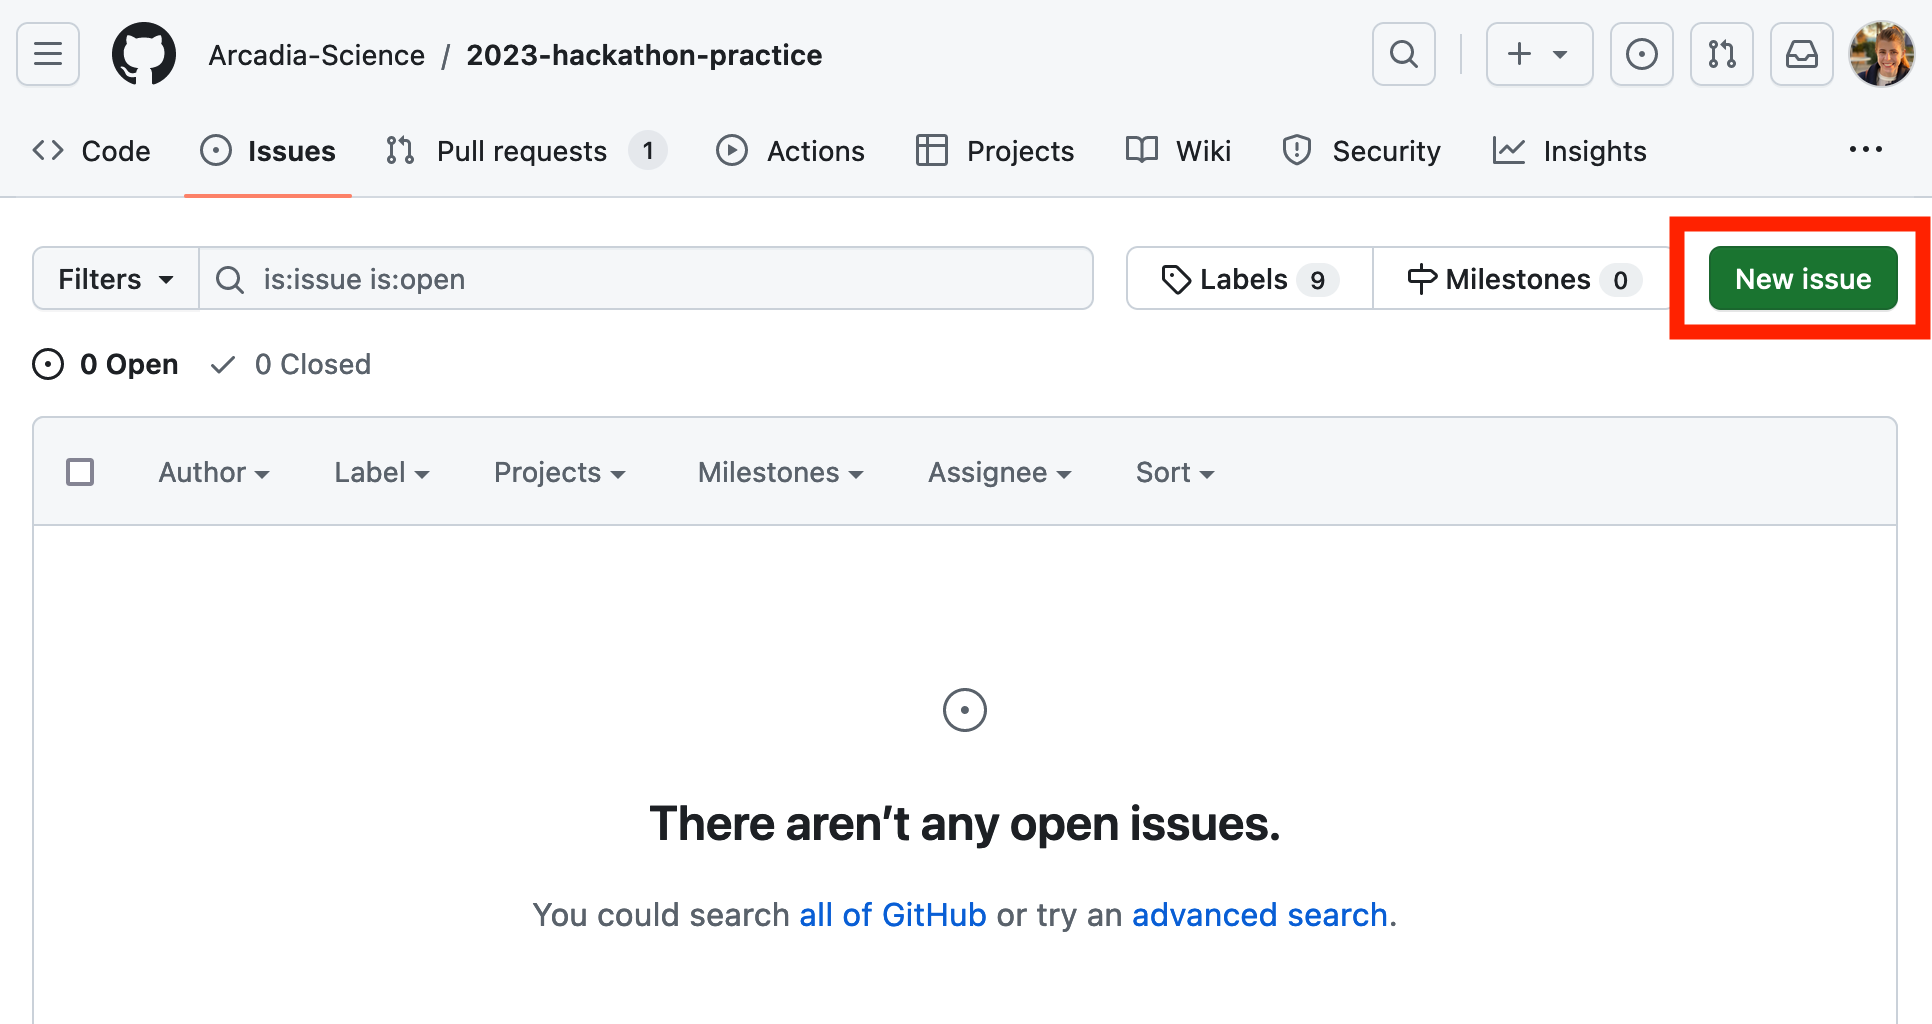 Arcadia-Science / 2023-hackathon-practice
Code Issues Pull requests 1 Actions Projects Wiki Security Insights
Filters is:issue is:open Labels 9 Milestones 0 New issue
0 Open 0 Closed
Author Label Projects Milestones Assignee Sort
There aren’t any open issues.
You could search all of GitHub or try an advanced search.